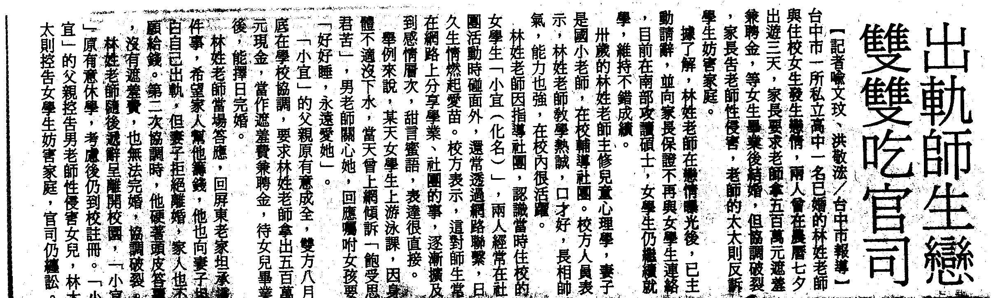 出軌師生戀
雙雙吃官司
【記者喩文玟、洪敬浤／台中市報導】
台中市一所私立高中一名已婚的林姓老師
與住校女生發生戀情，兩人曾在農曆七夕
出遊三天，家長要求老師拿五百萬元遮羞
兼聘金，等女生畢業後結婚，但協調破裂
，家長告老師性侵害，老師的太太則反訴
學生妨害家庭。
據了解，林姓老師在戀情曝光後，已主
動請辭，並向家長保證不再與女學生連絡
，目前在南部攻讀碩士，女學生仍繼續就
學，維持不錯成績。
卅歲的林姓老師主修兒童心理學，妻子
是國小老師，在校輔導社團。校方人員表
示，林姓老師教學熱誠，口才好，長相帥
氣，能力也強，在校內很活躍。
林姓老師因指導社團，認識當時住校的
女學生「小宜（化名）」，兩人經常在社
團活動時碰面外，還常透過網路聯繫，日
久生情燃起愛苗。校方表示，這對師生常
在網路上分享學業、社團的事，逐漸擴及
到感情層次，甜言蜜語，表達很直接。
舉例來說，某天女學生上游泳課，因身
體不適沒下水，當天曾上網傾訴「飽受思
君苦」，男老師關心她，回應囑咐女孩要
「好好睡，永遠愛她」。
「小宜」的父親原有意成全，雙方八月
底在學校協調，要求林姓老師拿出五百萬
元現金，當作遮羞費兼聘金，待女兒畢業
後，能擇日完婚。
林姓老師當場答應，回屏東老家坦承這
件事，希望家人幫他籌錢，他也向妻子坦
白自己出軌，但妻子拒絕離婚，家人也不
願給錢。第二次協調時，他硬著頭皮答覆
，沒有遮羞費，也無法完婚，協調破裂。
林姓老師隨後遞辭呈離開校園，「小宜
」原有意休學，考慮後仍到校註冊。「小
宜」的父親控告男老師性侵害女兒，林太
太則控告女學生妨害家庭，官司仍纏訟。